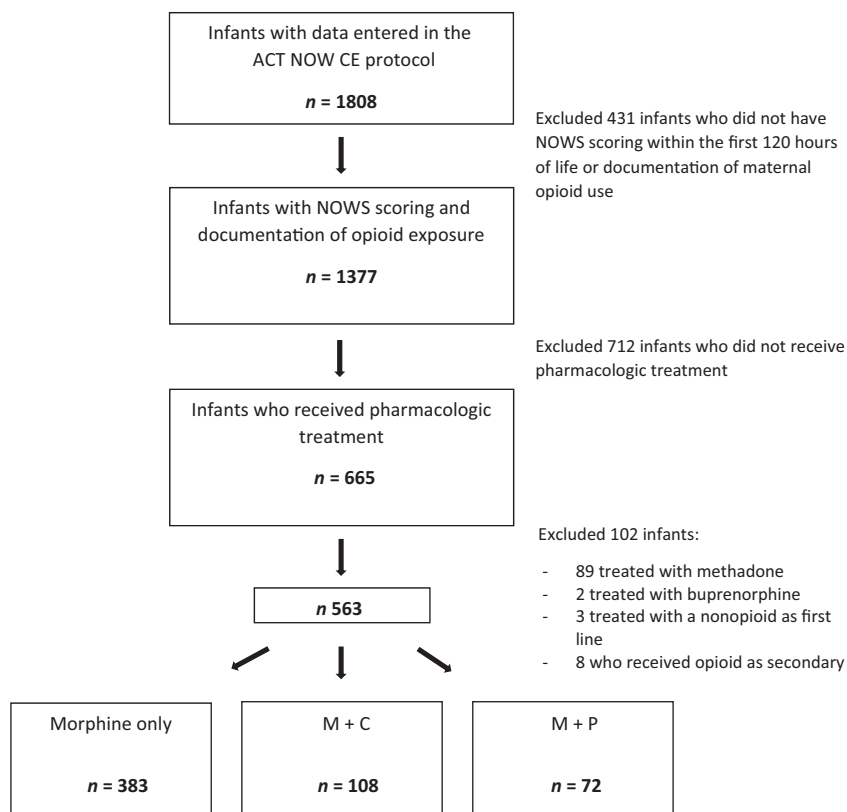 Infants with data entered in the
ACT NOW CE protocol
n = 1808
Excluded 431 infants who did not have
NOWS scoring within the first 120 hours
of life or documentation of maternal
opioid use
Infants with NOWS scoring and
documentation of opioid exposure
n = 1377
Excluded 712 infants who did not receive
pharmacologic treatment
Infants who received pharmacologic
treatment
n = 665
Excluded 102 infants:
- 89 treated with methadone
- 2 treated with buprenorphine
- 3 treated with a nonopioid as first
line
- 8 who received opioid as secondary
n 563
Morphine only
n = 383
M + C
n = 108
M + P
n = 72